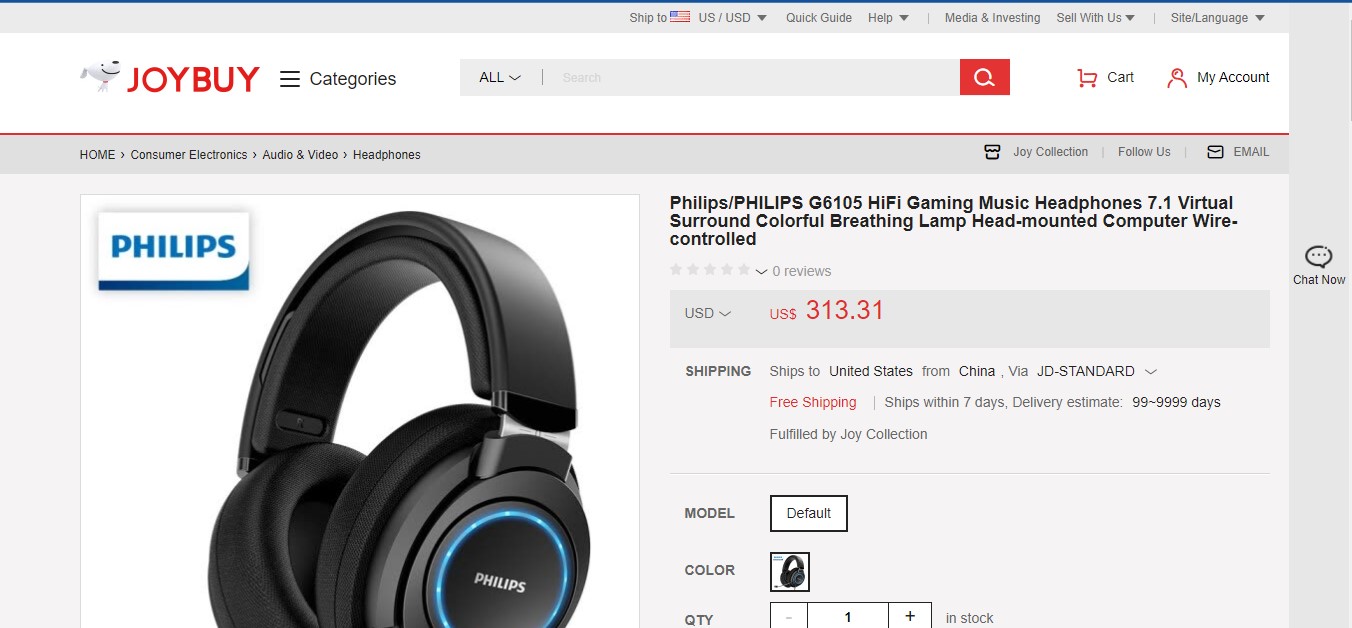 Ship to US / USD Quick Guide Help Media & Investing Sell With Us Site/Language
JOYBUY Categories ALL Search Cart My Account
HOME › Consumer Electronics › Audio & Video › Headphones Joy Collection Follow Us EMAIL
PHILIPS
PHILIPS
Philips/PHILIPS G6105 HiFi Gaming Music Headphones 7.1 Virtual
Surround Colorful Breathing Lamp Head-mounted Computer Wire-
controlled
0 reviews
USD US$ 313.31
SHIPPING Ships to United States from China , Via JD-STANDARD
Free Shipping Ships within 7 days, Delivery estimate: 99~9999 days
Fulfilled by Joy Collection
MODEL Default
COLOR
QTY - 1 + in stock
Chat Now